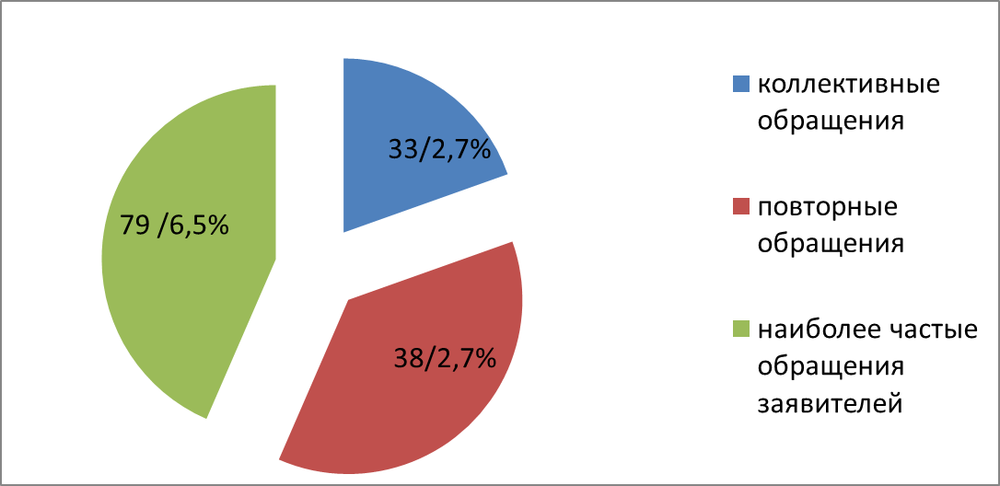 33/2,7%
79 /6,5%
38/2,7%
коллективные
обращения
повторные
обращения
наиболее частые
обращения
заявителей